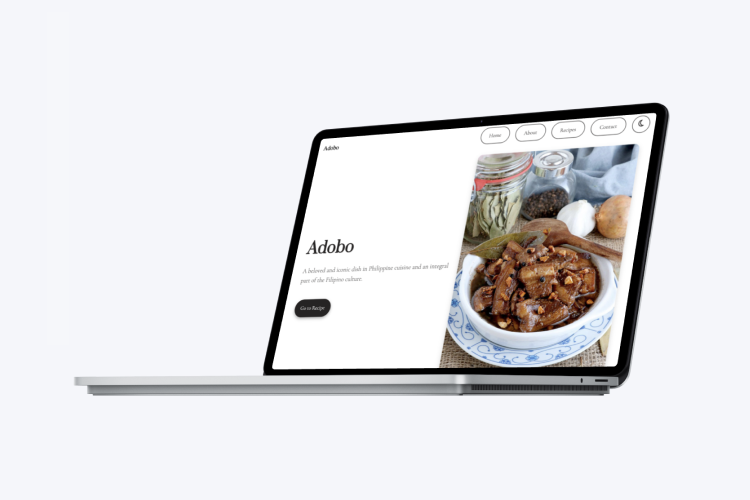 Adobo
Home
About
Recipes
Contact
Adobo
A beloved and iconic dish in Philippine cuisine and an integral
part of the Filipino culture.
Go to Recipe